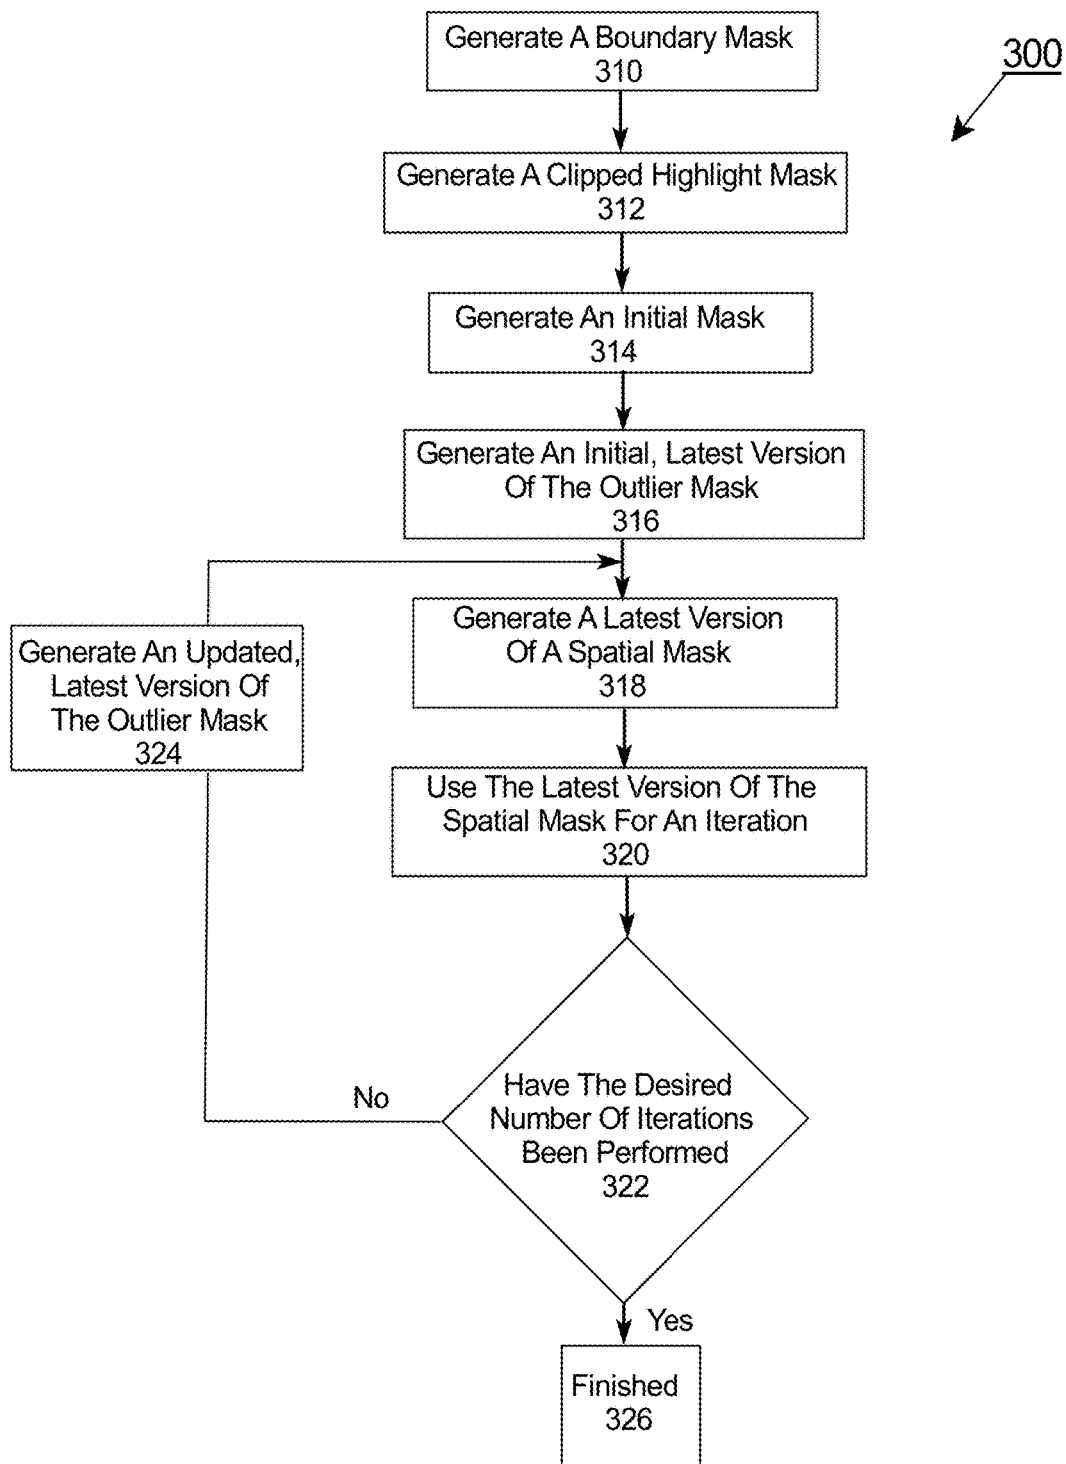 Generate A Boundary Mask
310
300
Generate A Clipped Highlight Mask
312
Generate An Initial Mask
314
Generate An Initial, Latest Version
Of The Outlier Mask
316
Generate A Latest Version
Of A Spatial Mask
318
Generate An Updated,
Latest Version Of
The Outlier Mask
324
Use The Latest Version Of The
Spatial Mask For An Iteration
320
No
Have The Desired
Number Of Iterations
Been Performed
322
Yes
Finished
326